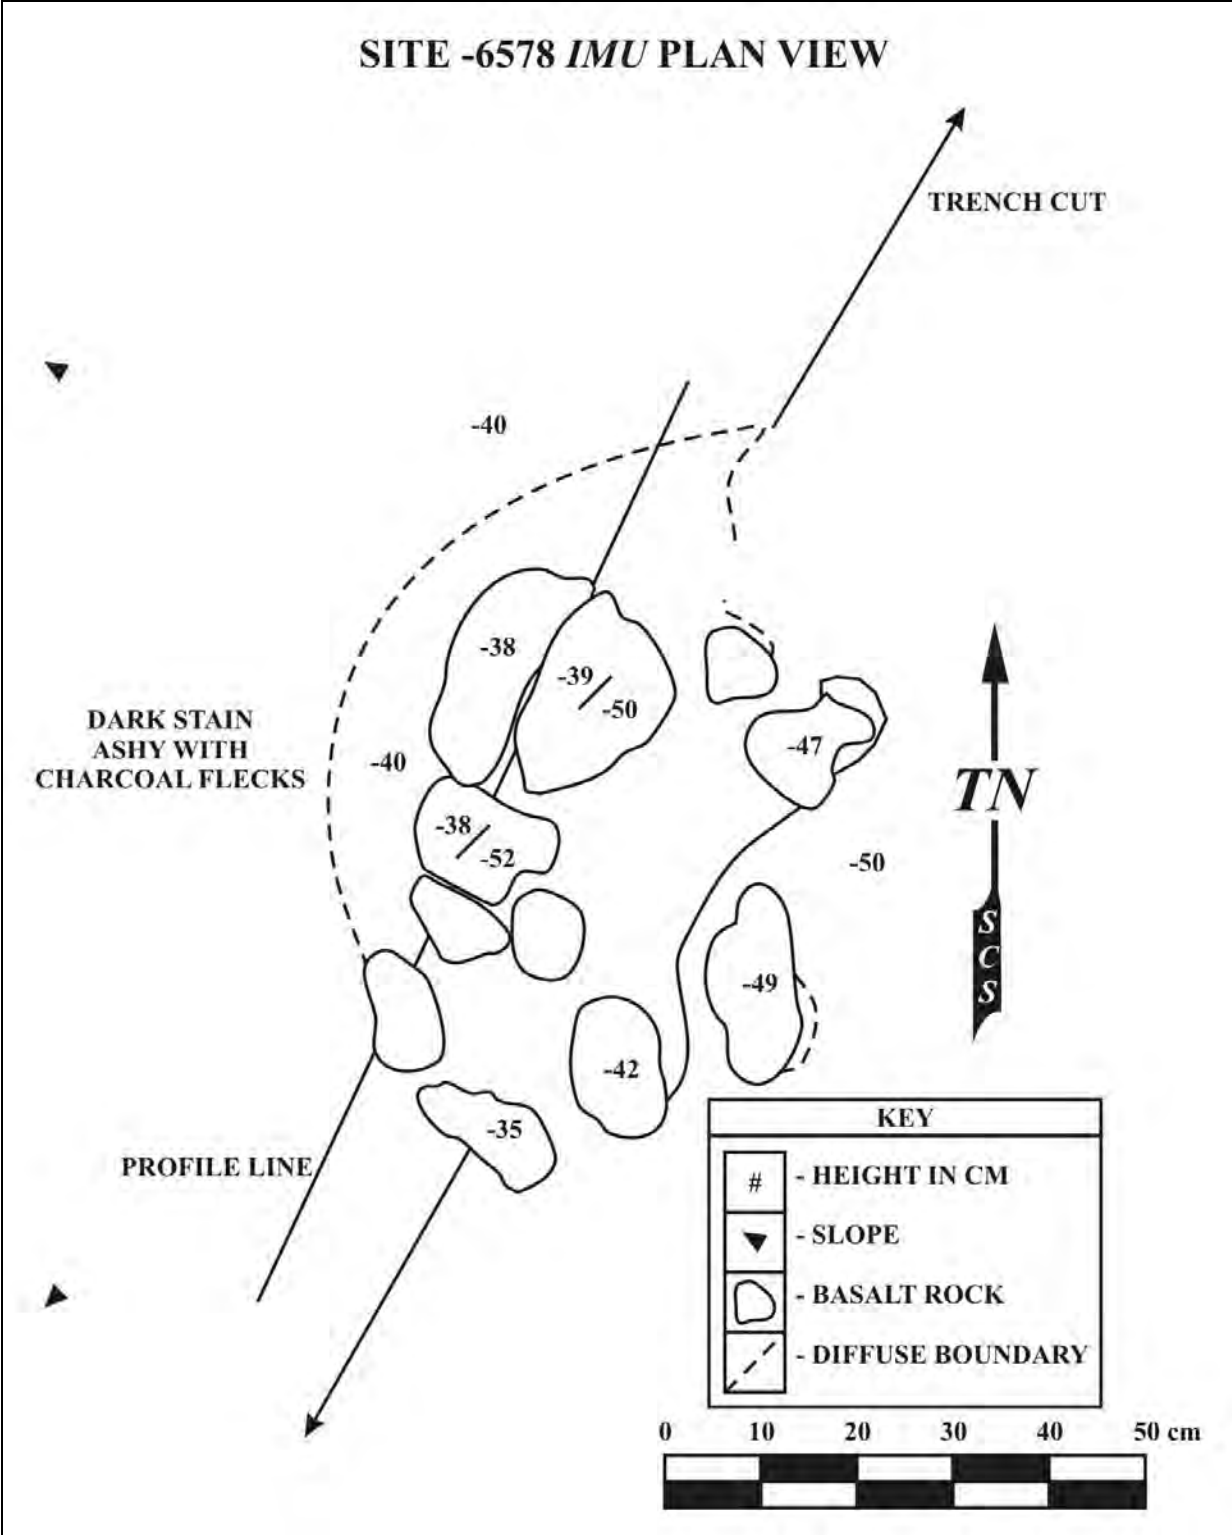 SITE -6578 IMU PLAN VIEW
TRENCH CUT
-40
-38
-39
-50
DARK STAIN
ASHY WITH
CHARCOAL FLECKS
-40
-47
TN
-38
-52
-50
S
C
S
-49
-42
-35
PROFILE LINE
KEY
# - HEIGHT IN CM
- SLOPE
- BASALT ROCK
- DIFFUSE BOUNDARY
0 10 20 30 40 50 cm